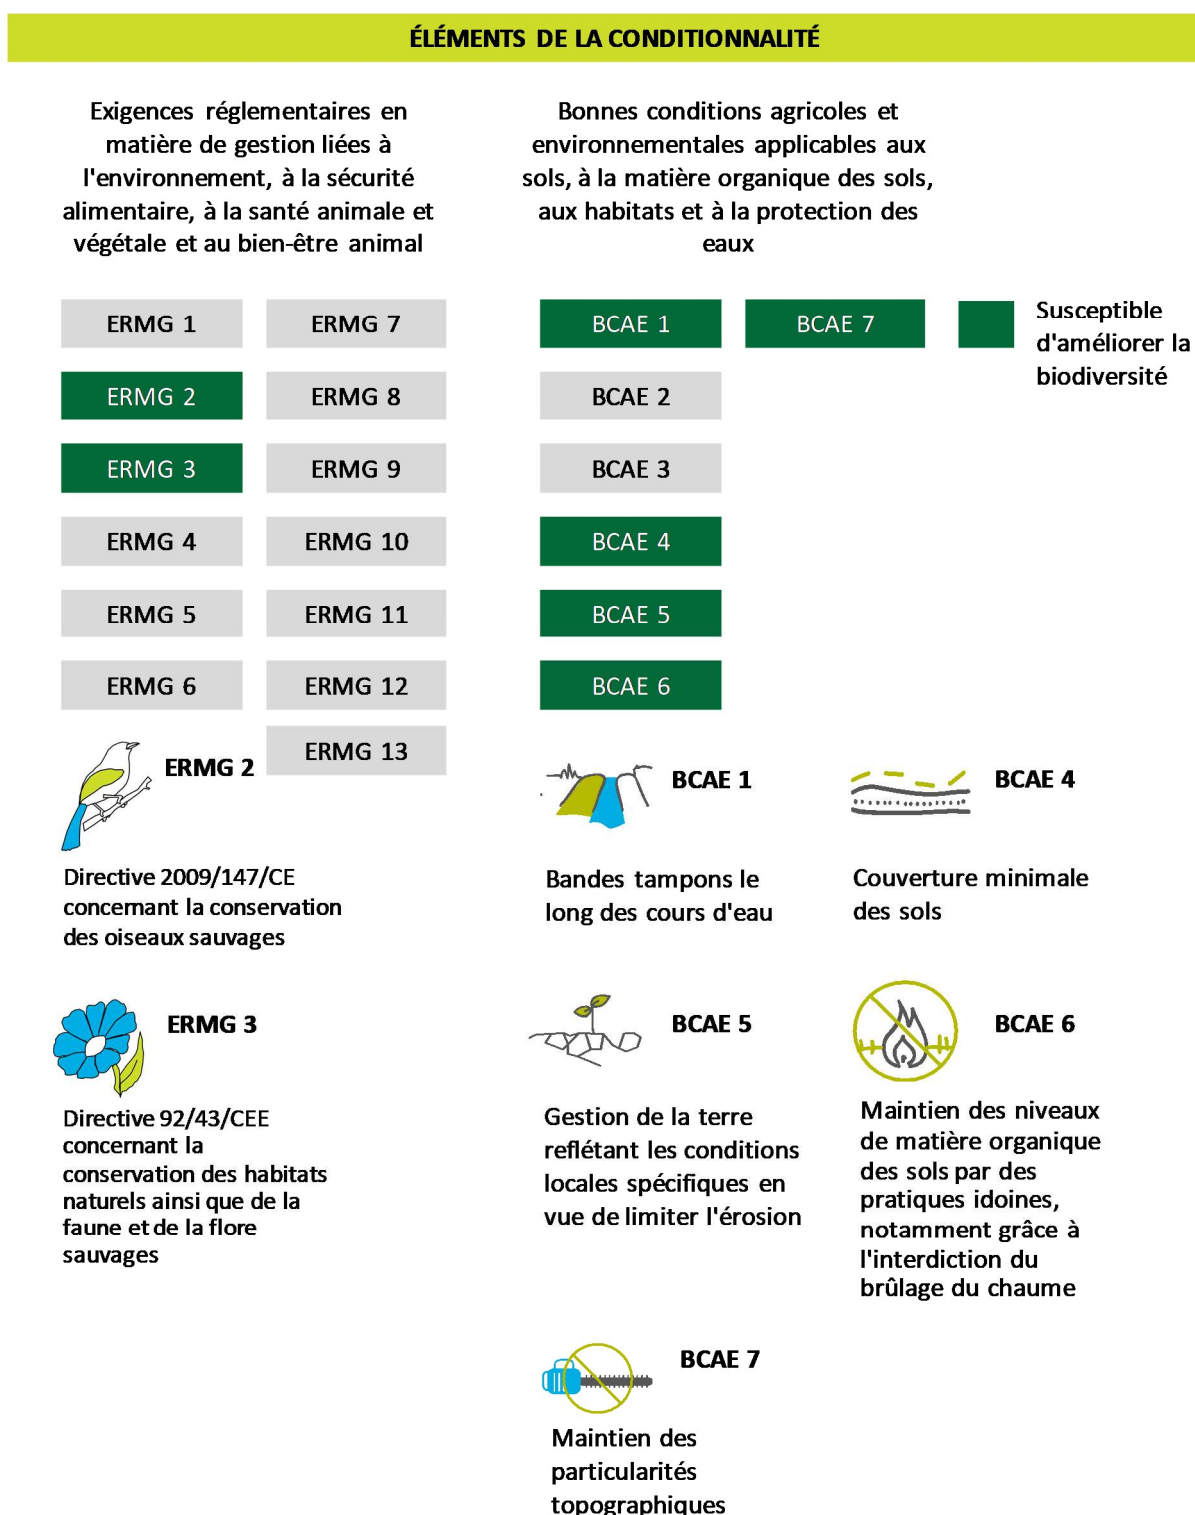 ÉLÉMENTS DE LA CONDITIONNALITÉ
Exigences réglementaires en
matière de gestion liées à
l'environnement, à la sécurité
alimentaire, à la santé animale et
végétale et au bien-être animal
Bonnes conditions agricoles et
environnementales applicables aux
sols, à la matière organique des sols,
aux habitats et à la protection des
eaux
ERMG 1
ERMG 7
ERMG 2
ERMG 8
ERMG 3
ERMG 9
ERMG 4
ERMG 10
ERMG 5
ERMG 11
ERMG 6
ERMG 12
ERMG 13
BCAE 1
BCAE 7
BCAE 2
BCAE 3
BCAE 4
BCAE 5
BCAE 6
Susceptible
d'améliorer la
biodiversité
ERMG 2
Directive 2009/147/CE
concernant la conservation
des oiseaux sauvages
ERMG 3
Directive 92/43/CEE
concernant la
conservation des habitats
naturels ainsi que de la
faune et de la flore
sauvages
BCAE 1
Bandes tampons le
long des cours d'eau
BCAE 4
Couverture minimale
des sols
BCAE 5
Gestion de la terre
reflétant les conditions
locales spécifiques en
vue de limiter l'érosion
BCAE 6
Maintien des niveaux
de matière organique
des sols par des
pratiques idoines,
notamment grâce à
l'interdiction du
brûlage du chaume
BCAE 7
Maintien des
particularités
topographiques